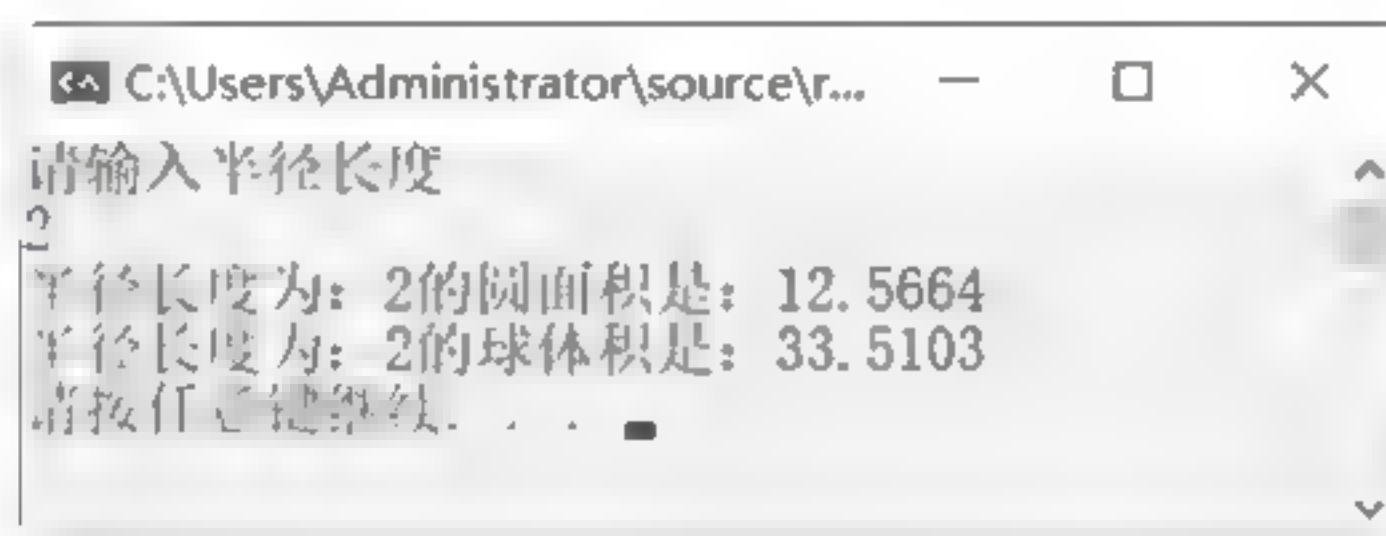 C:\Users\Administrator\source\r...
请输入半径长度
2
半径长度为：2的圆面积是：12.5664
半径长度为：2的球体积是：33.5103
请按任意键继续. . .